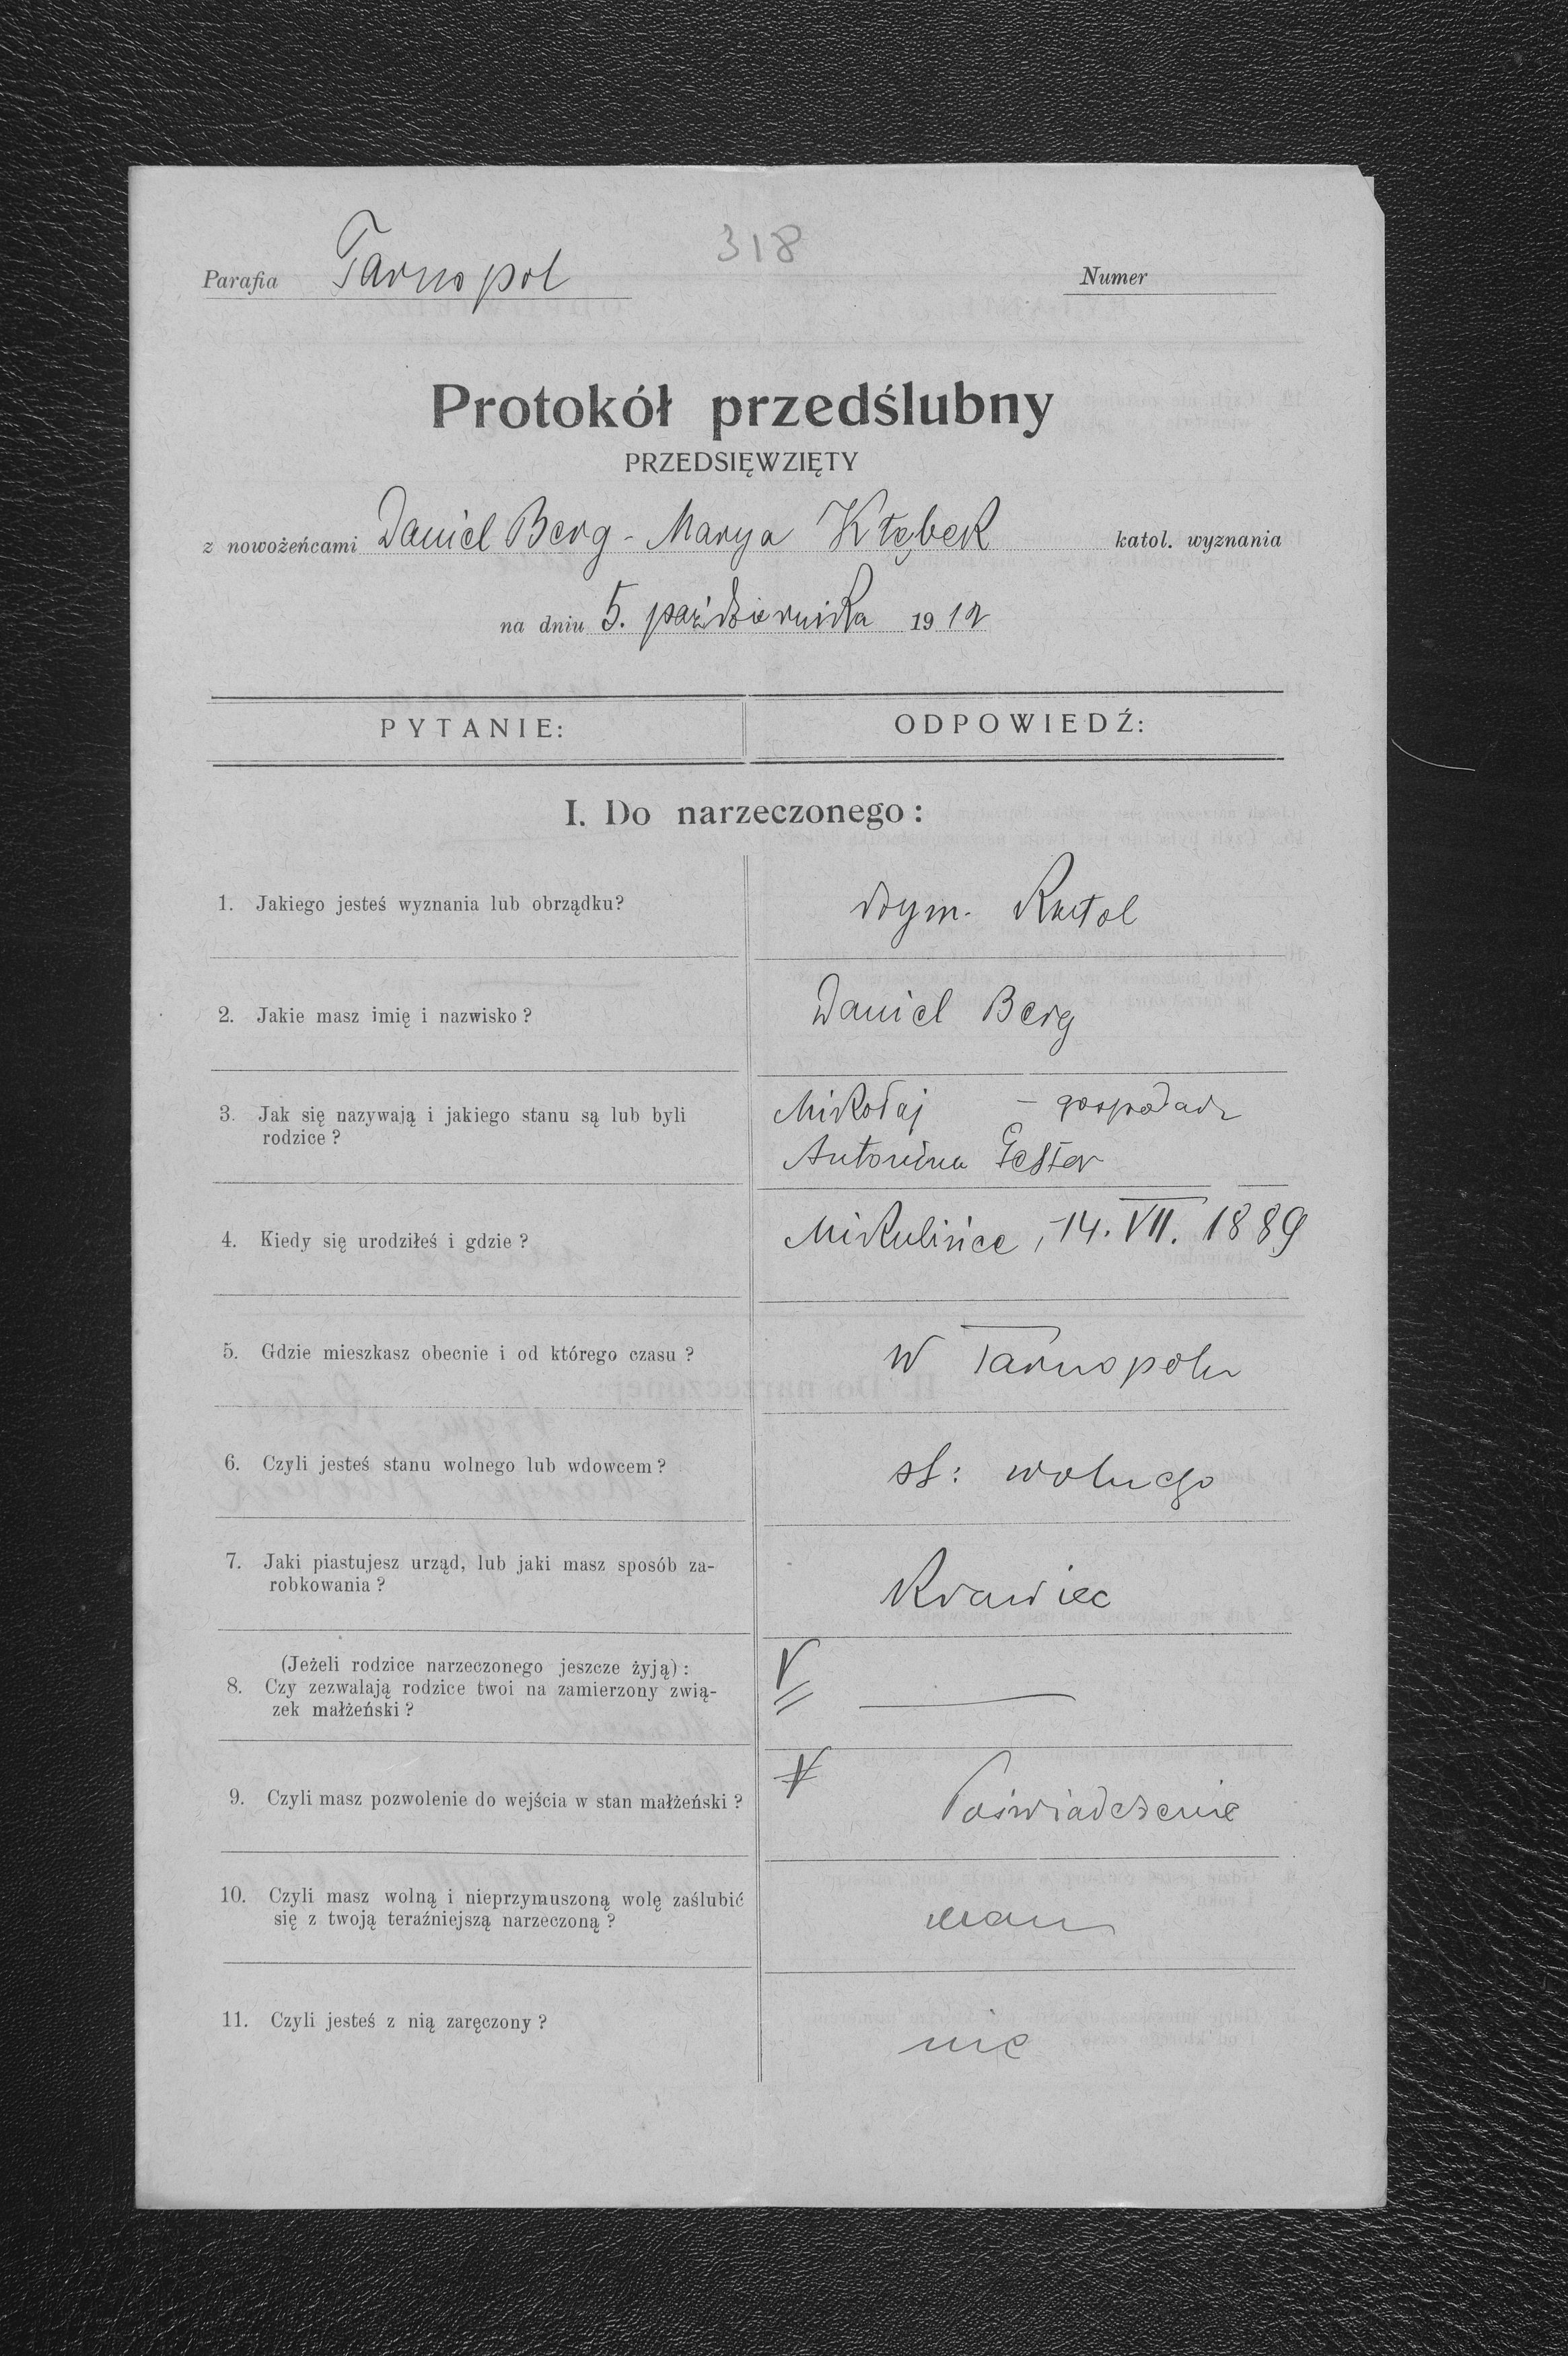 318
Parafia Tarnopol Numer
Protokół przedślubny
PRZEDSIĘWZIĘTY
z nowożeńcami Daniel Berg - Marya Kłębek katol. wyznania
na dniu 5. października 1912
PYTANIE: ODPOWIEDŹ:
I. Do narzeczonego:
1. Jakiego jesteś wyznania lub obrządku? rzym. Katol
2. Jakie masz imię i nazwisko? Daniel Berg
3. Jak się nazywają i jakiego stanu są lub byli
rodzice?
Mikołaj - gospodarz
Antonina
4. Kiedy się urodziłeś i gdzie? Mikulińce, 14. VII. 1889
5. Gdzie mieszkasz obecnie i od którego czasu? w Tarnopolu
6. Czyli jesteś stanu wolnego lub wdowcem? st: wolnego
7. Jaki piastujesz urząd, lub jaki masz sposób za-
robkowania?
Krawiec
(Jeżeli rodzice narzeczonego jeszcze żyją):
8. Czy zezwalają rodzice twoi na zamierzony zwią-
zek małżeński?
V —
9. Czyli masz pozwolenie do wejścia w stan małżeński? V Poświadczenie
10. Czyli masz wolną i nieprzymuszoną wolę zaślubić
się z twoją teraźniejszą narzeczoną?
mam
11. Czyli jesteś z nią zaręczony? nie